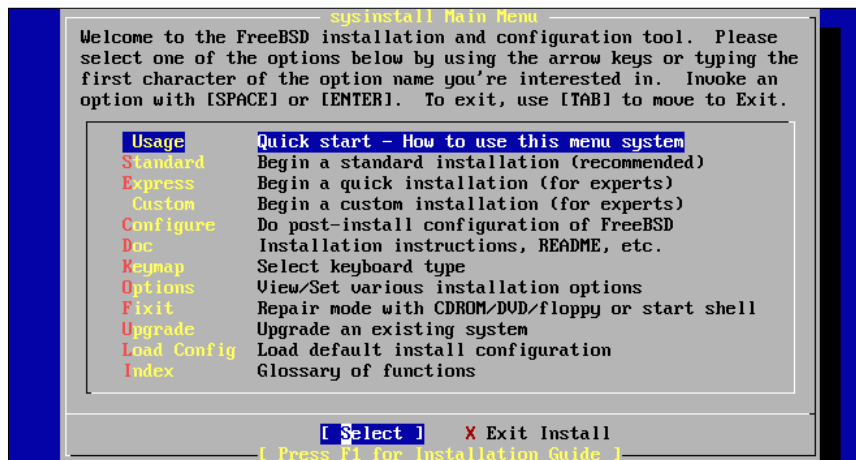 sysinstall Main Menu
Welcome to the FreeBSD installation and configuration tool. Please
select one of the options below by using the arrow keys or typing the
first character of the option name you're interested in. Invoke an
option with [SPACE] or [ENTER]. To exit, use [TAB] to move to Exit.
Usage Quick start - How to use this menu system
Standard Begin a standard installation (recommended)
Express Begin a quick installation (for experts)
Custom Begin a custom installation (for experts)
Configure Do post-install configuration of FreeBSD
Doc Installation instructions, README, etc.
Keymap Select keyboard type
Options View/Set various installation options
Fixit Repair mode with CDROM/DVD/floppy or start shell
Upgrade Upgrade an existing system
Load Config Load default install configuration
Index Glossary of functions
[ Select ] X Exit Install
[ Press F1 for Installation Guide ]